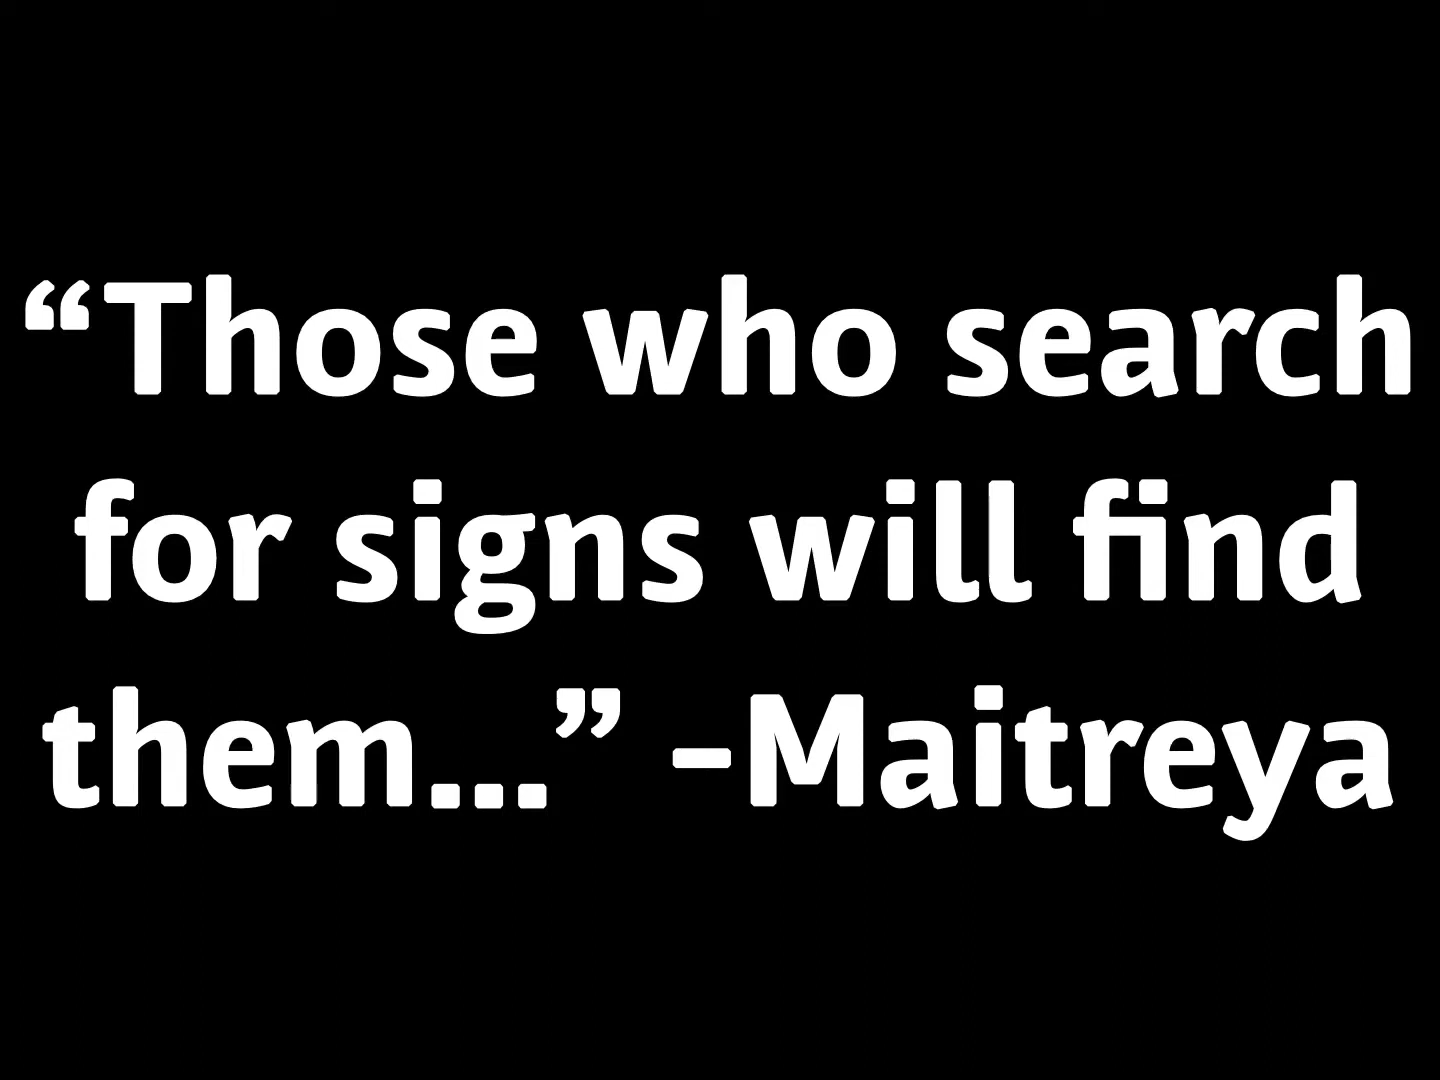 “Those who search
for signs will find
them...” -Maitreya